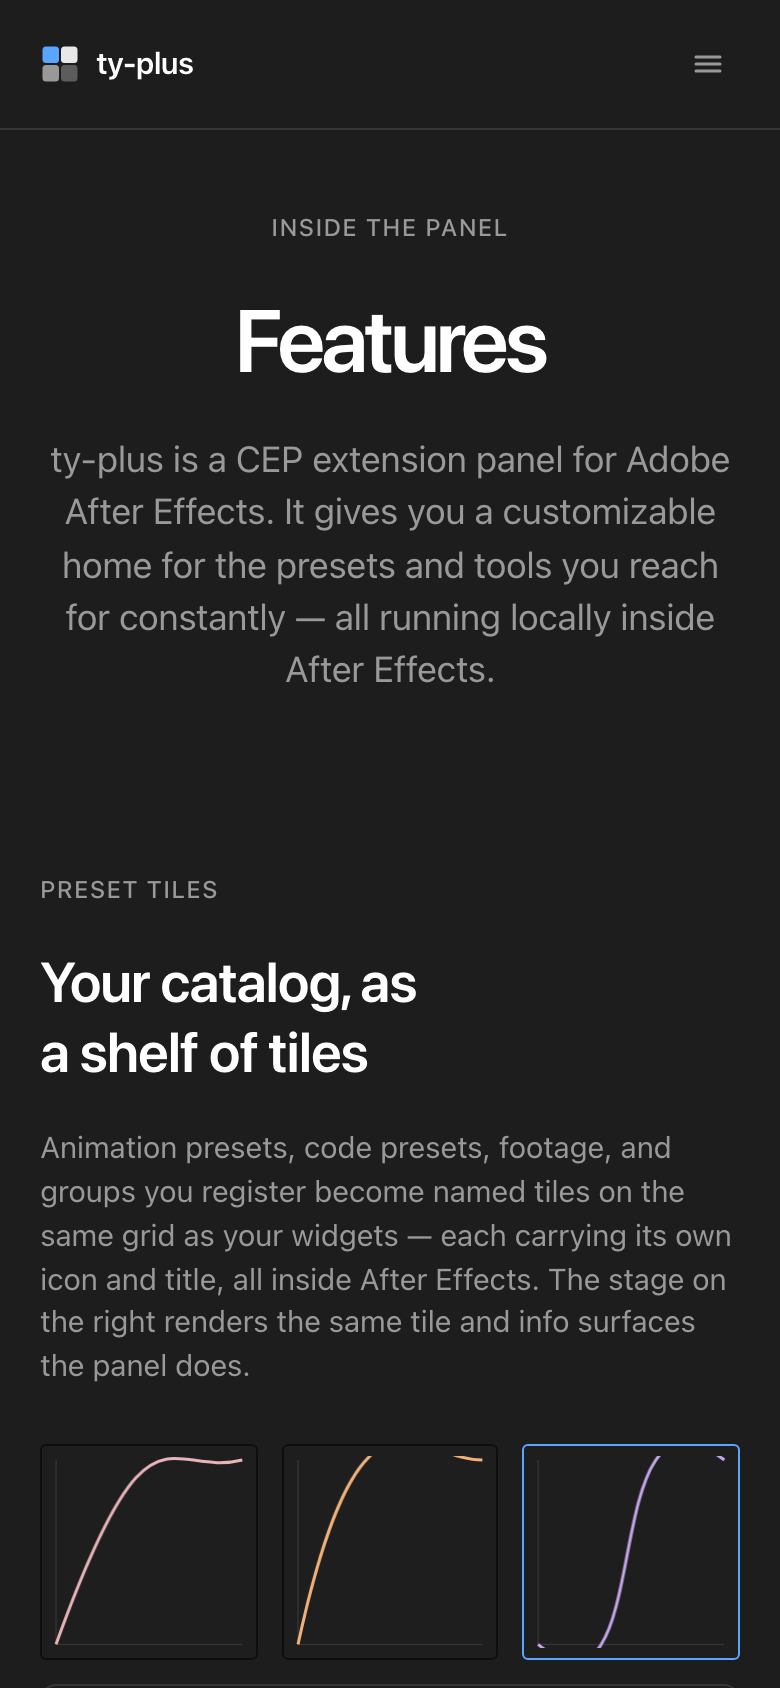 ty-plus
INSIDE THE PANEL
Features
ty-plus is a CEP extension panel for Adobe
After Effects. It gives you a customizable
home for the presets and tools you reach
for constantly — all running locally inside
After Effects.
PRESET TILES
Your catalog, as
a shelf of tiles
Animation presets, code presets, footage, and
groups you register become named tiles on the
same grid as your widgets — each carrying its own
icon and title, all inside After Effects. The stage on
the right renders the same tile and info surfaces
the panel does.